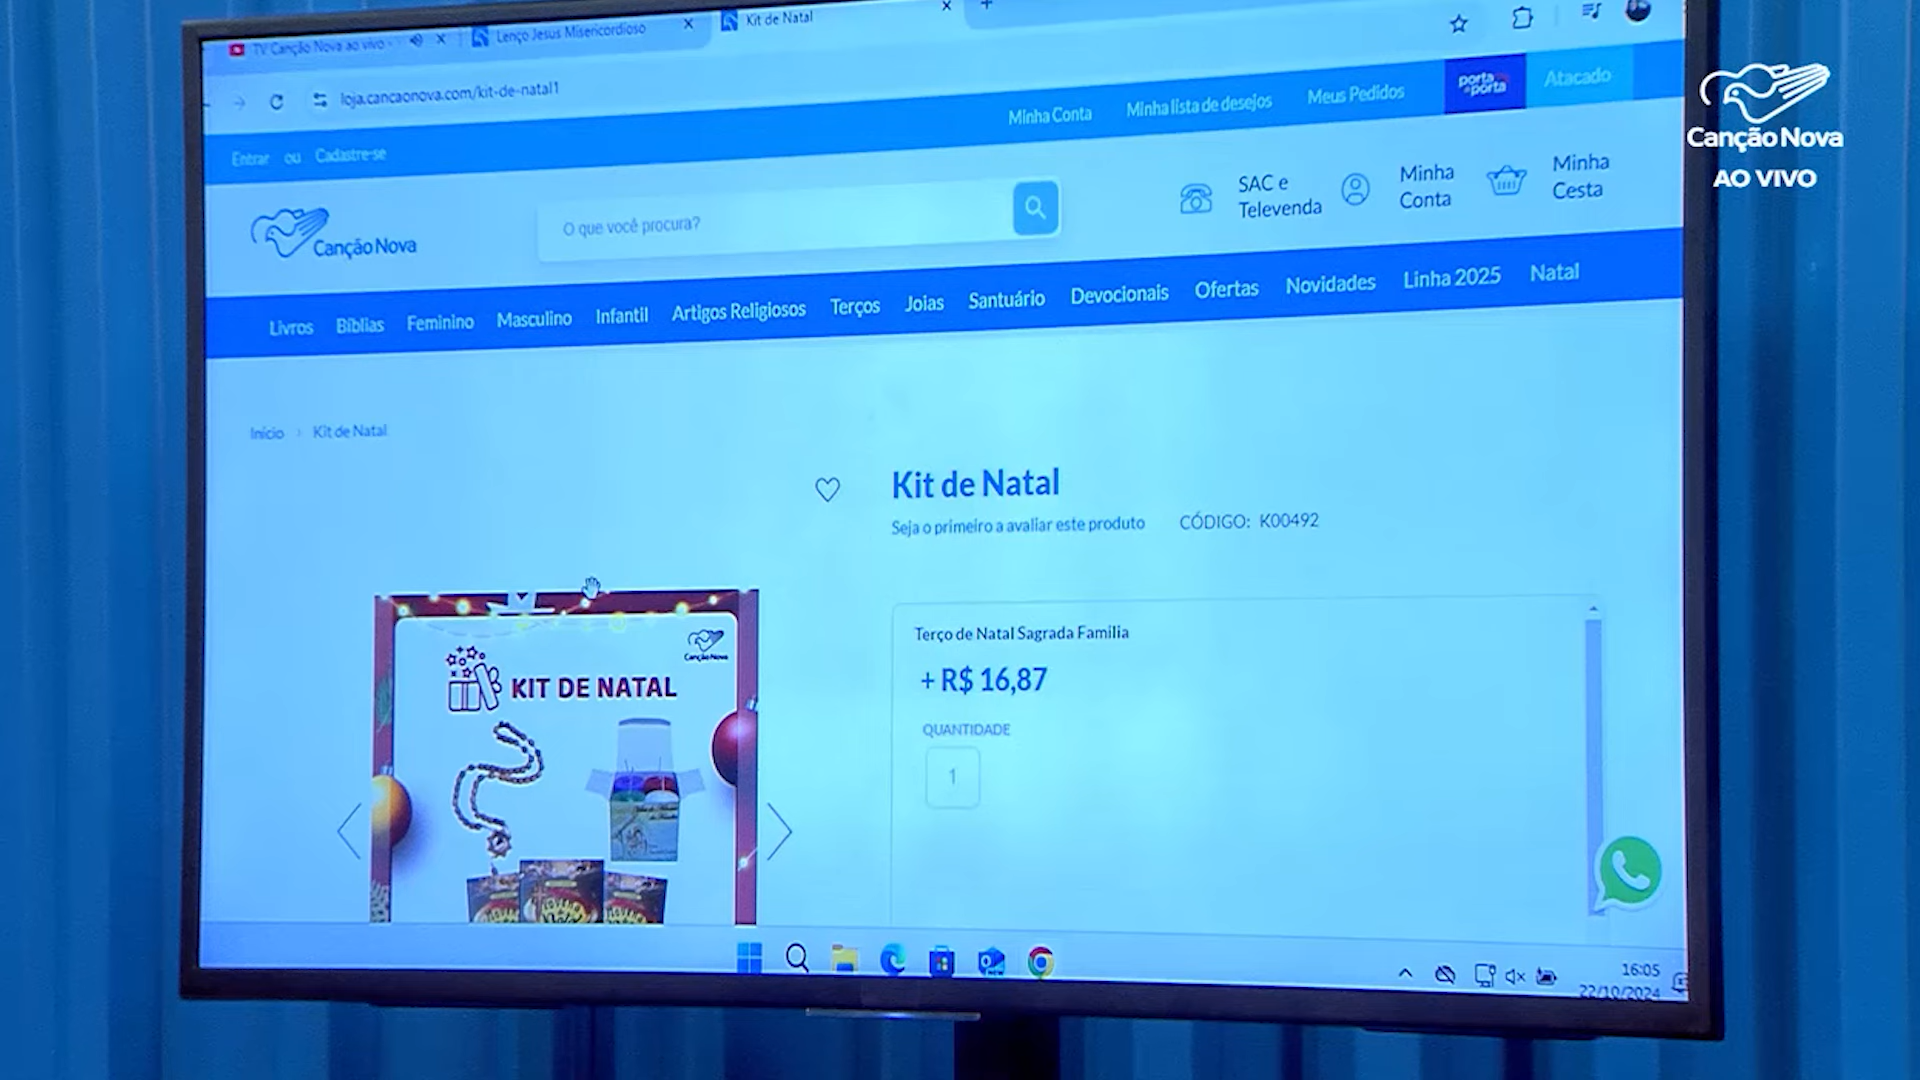 TV Canção Nova ao vivo -
Lenço Jesus Misericordioso
Kit de Natal
loja.cancaonova.com/kit-de-natal1
Minha Conta
Minha lista de desejos
Meus Pedidos
porta
a porta
Atacado
Entrar ou Cadastre-se
Canção Nova
AO VIVO
Canção Nova
O que você procura?
SAC e
Televenda
Minha
Conta
Minha
Cesta
Livros Bíblias Feminino Masculino Infantil Artigos Religiosos Terços Joias Santuário Devocionais Ofertas Novidades Linha 2025 Natal
Início > Kit de Natal
Kit de Natal
Seja o primeiro a avaliar este produto
CÓDIGO: K00492
Canção Nova
KIT DE NATAL
Terço de Natal Sagrada Familia
+ R$ 16,87
QUANTIDADE
1
16:05
22/10/2024